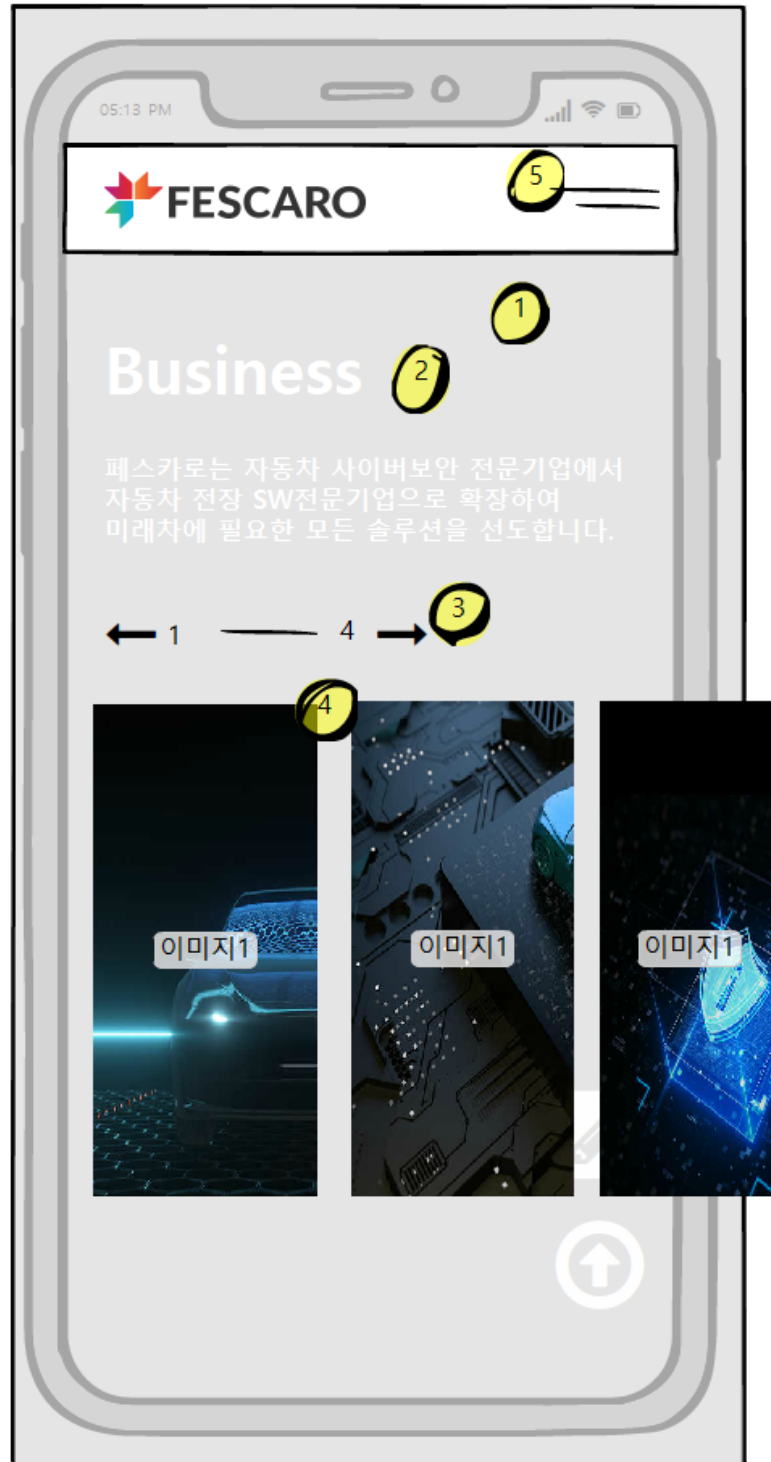 05:13 PM
FESCARO
5
1
Business
2
페스카로는 자동차 사이버보안 전문기업에서
자동차 전장 SW전문기업으로 확장하여
미래차에 필요한 모든 솔루션을 선도합니다.
1 4
3
4
이미지1 이미지1 이미지1